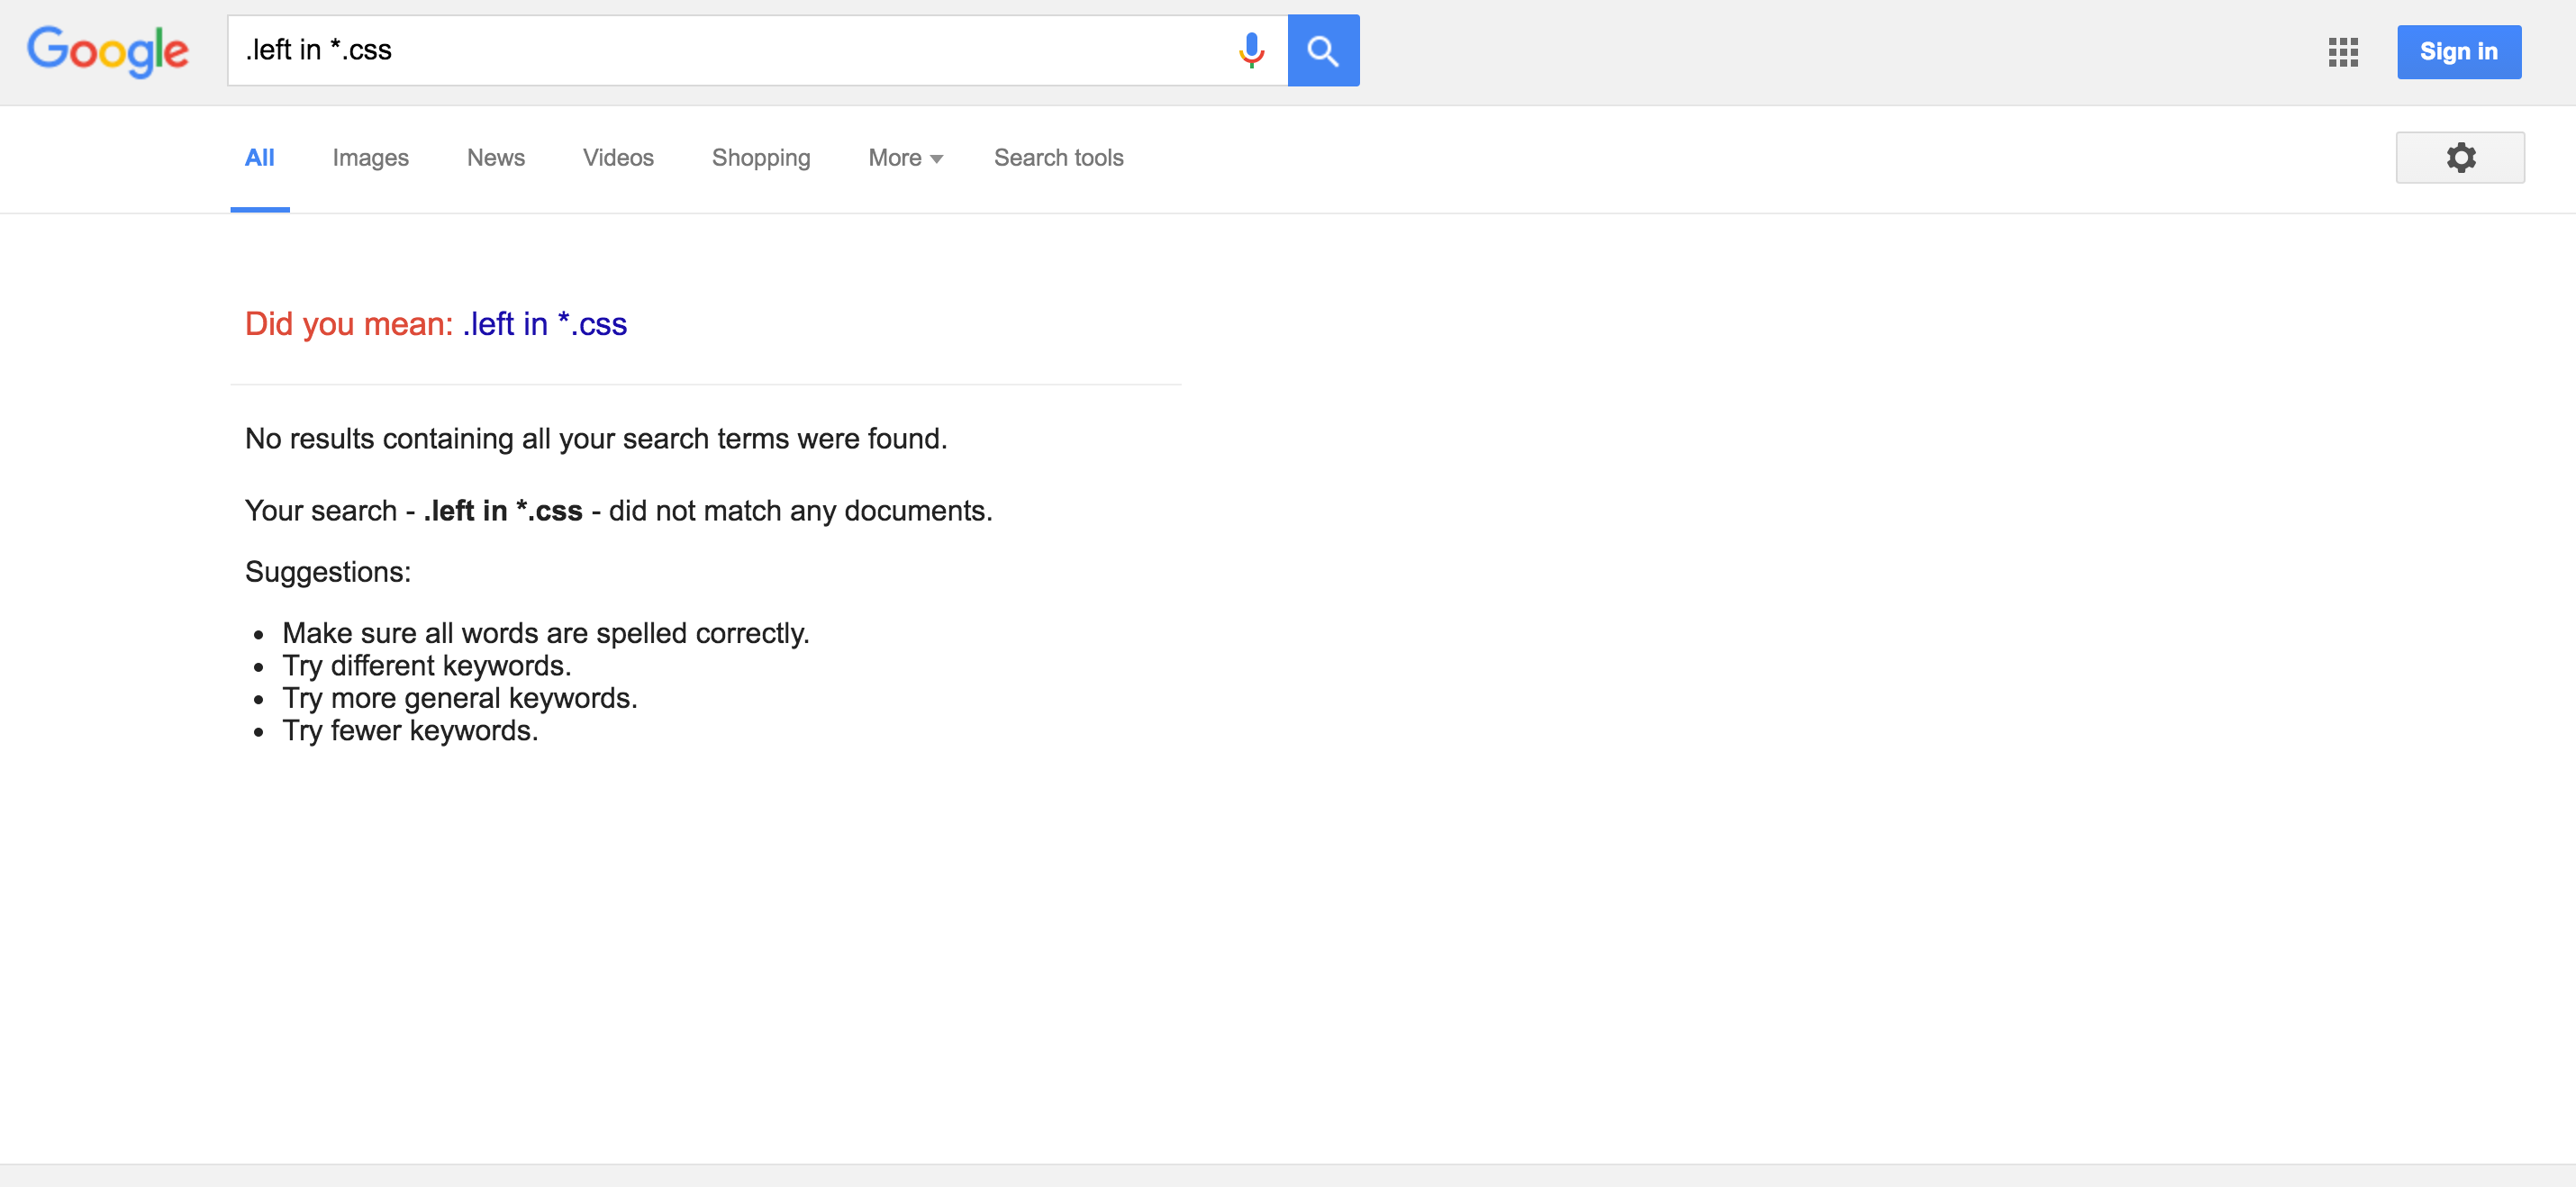 Google
.left in *.css
Sign in
All Images News Videos Shopping More Search tools
Did you mean: .left in *.css
No results containing all your search terms were found.
Your search - .left in *.css - did not match any documents.
Suggestions:
Make sure all words are spelled correctly.
Try different keywords.
Try more general keywords.
Try fewer keywords.